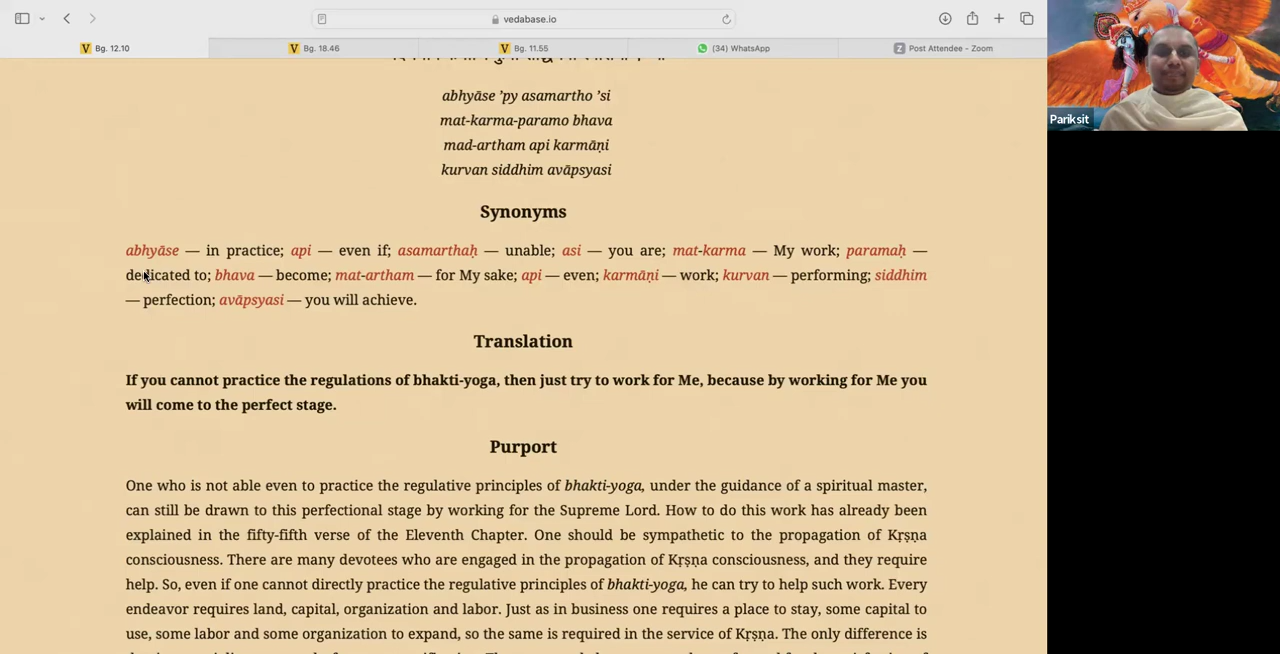 vedabase.io
Bg. 12.10
Bg. 18.46
Bg. 11.55
(34) WhatsApp
Post Attendee - Zoom
Pariksit
abhyāse ’py asamartho ’si
mat-karma-paramo bhava
mad-artham api karmāṇi
kurvan siddhim avāpsyasi
Synonyms
abhyāse — in practice; api — even if; asamarthaḥ — unable; asi — you are; mat-karma — My work; paramaḥ —
dedicated to; bhava — become; mat-artham — for My sake; api — even; karmāṇi — work; kurvan — performing; siddhim
— perfection; avāpsyasi — you will achieve.
Translation
If you cannot practice the regulations of bhakti-yoga, then just try to work for Me, because by working for Me you
will come to the perfect stage.
Purport
One who is not able even to practice the regulative principles of bhakti-yoga, under the guidance of a spiritual master,
can still be drawn to this perfectional stage by working for the Supreme Lord. How to do this work has already been
explained in the fifty-fifth verse of the Eleventh Chapter. One should be sympathetic to the propagation of Kṛṣṇa
consciousness. There are many devotees who are engaged in the propagation of Kṛṣṇa consciousness, and they require
help. So, even if one cannot directly practice the regulative principles of bhakti-yoga, he can try to help such work. Every
endeavor requires land, capital, organization and labor. Just as in business one requires a place to stay, some capital to
use, some labor and some organization to expand, so the same is required in the service of Kṛṣṇa. The only difference is